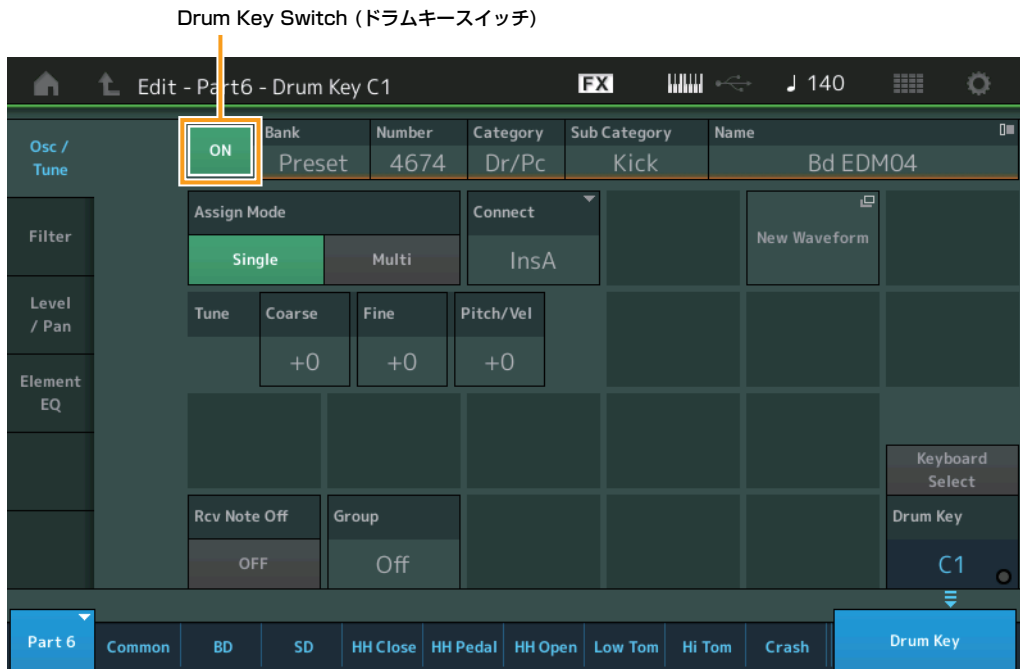 Drum Key Switch (ドラムキースイッチ)
Edit - Part6 - Drum Key C1
FX
♩ 140
Osc /
Tune
ON
Bank
Preset
Number
4674
Category
Dr/Pc
Sub Category
Kick
Name
Bd EDM04
Filter
Assign Mode
Single
Multi
Connect
InsA
New Waveform
Level
/ Pan
Tune
Coarse
+0
Fine
+0
Pitch/Vel
+0
Element
EQ
Keyboard
Select
Rcv Note Off
OFF
Group
Off
Drum Key
C1
Part 6
Common
BD
SD
HH Close
HH Pedal
HH Open
Low Tom
Hi Tom
Crash
Drum Key